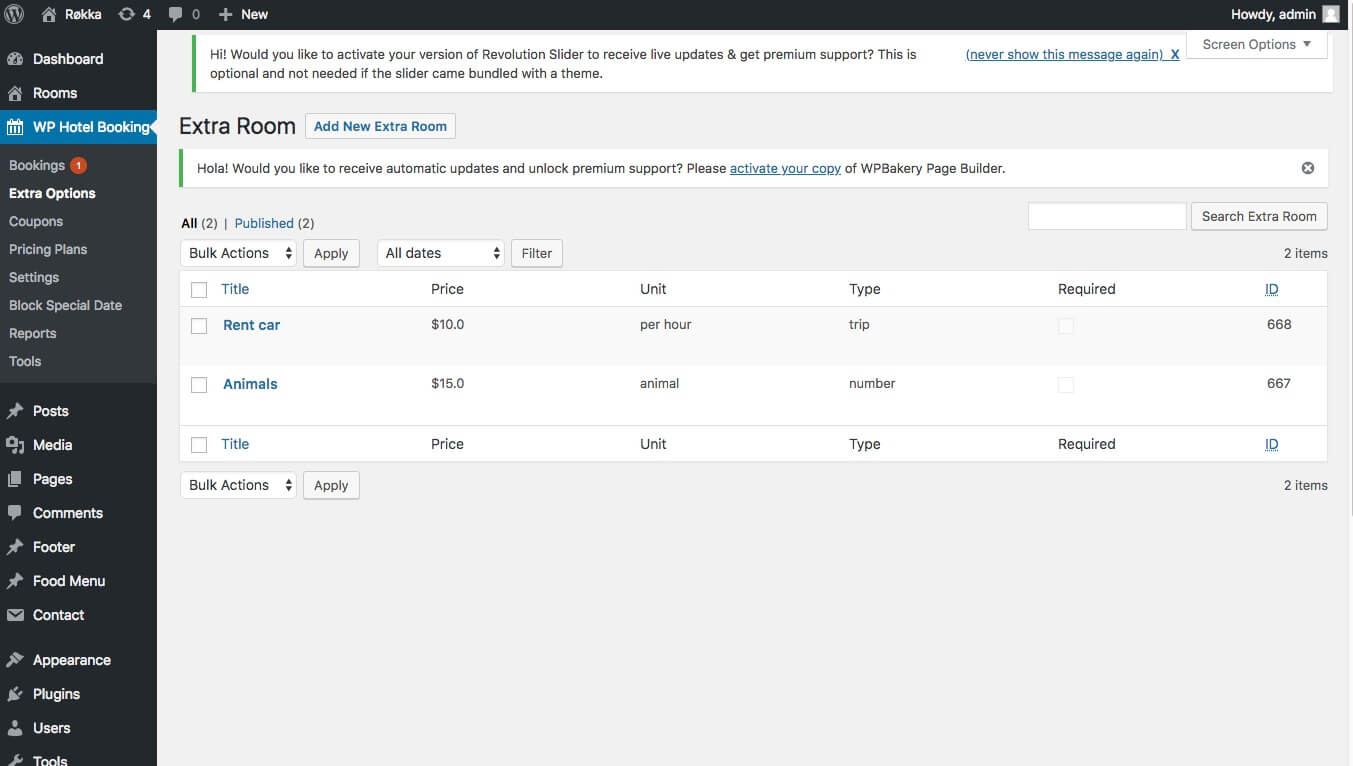 Røkka 4 0 New Howdy, admin
Dashboard
Rooms
WP Hotel Booking
Bookings 1
Extra Options
Coupons
Pricing Plans
Settings
Block Special Date
Reports
Tools
Posts
Media
Pages
Comments
Footer
Food Menu
Contact
Appearance
Plugins
Users
Tools
Screen Options
Hi! Would you like to activate your version of Revolution Slider to receive live updates & get premium support? This is
optional and not needed if the slider came bundled with a theme.
(never show this message again) X
Extra Room Add New Extra Room
Hola! Would you like to receive automatic updates and unlock premium support? Please activate your copy of WPBakery Page Builder.
All (2) | Published (2)
Search Extra Room
Bulk Actions Apply All dates Filter 2 items
Title Price Unit Type Required ID
Rent car $10.0 per hour trip 668
Animals $15.0 animal number 667
Title Price Unit Type Required ID
Bulk Actions Apply 2 items